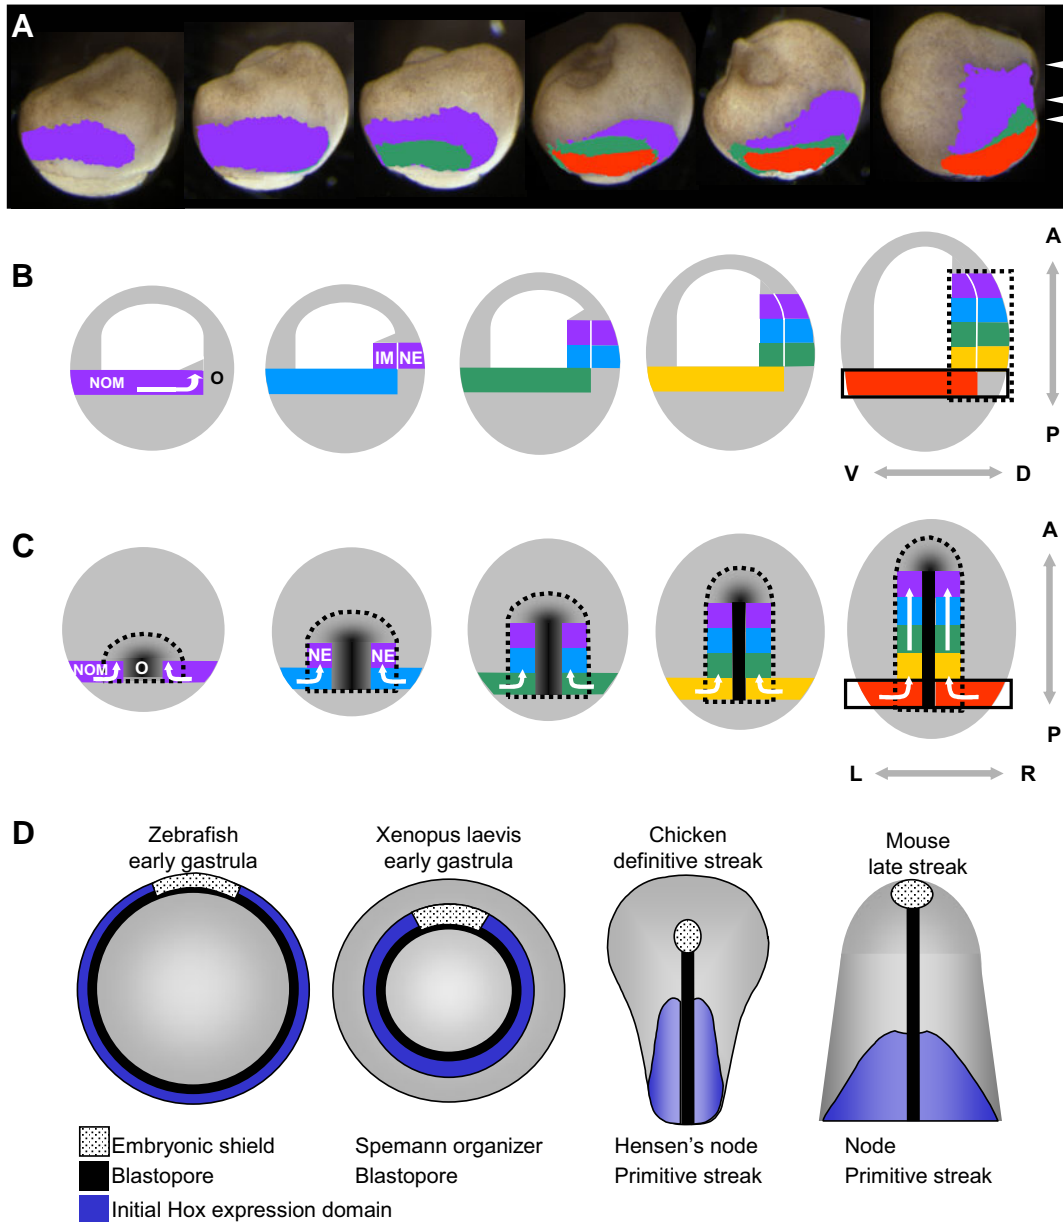 A
B
A
NOM
O
IM
NE
P
V
D
C
A
NOM
O
NE
NE
P
L
R
D
Zebrafish
early gastrula
Xenopus laevis
early gastrula
Chicken
definitive streak
Mouse
late streak
Embryonic shield
Spemann organizer
Hensen's node
Node
Blastopore
Blastopore
Primitive streak
Primitive streak
Initial Hox expression domain